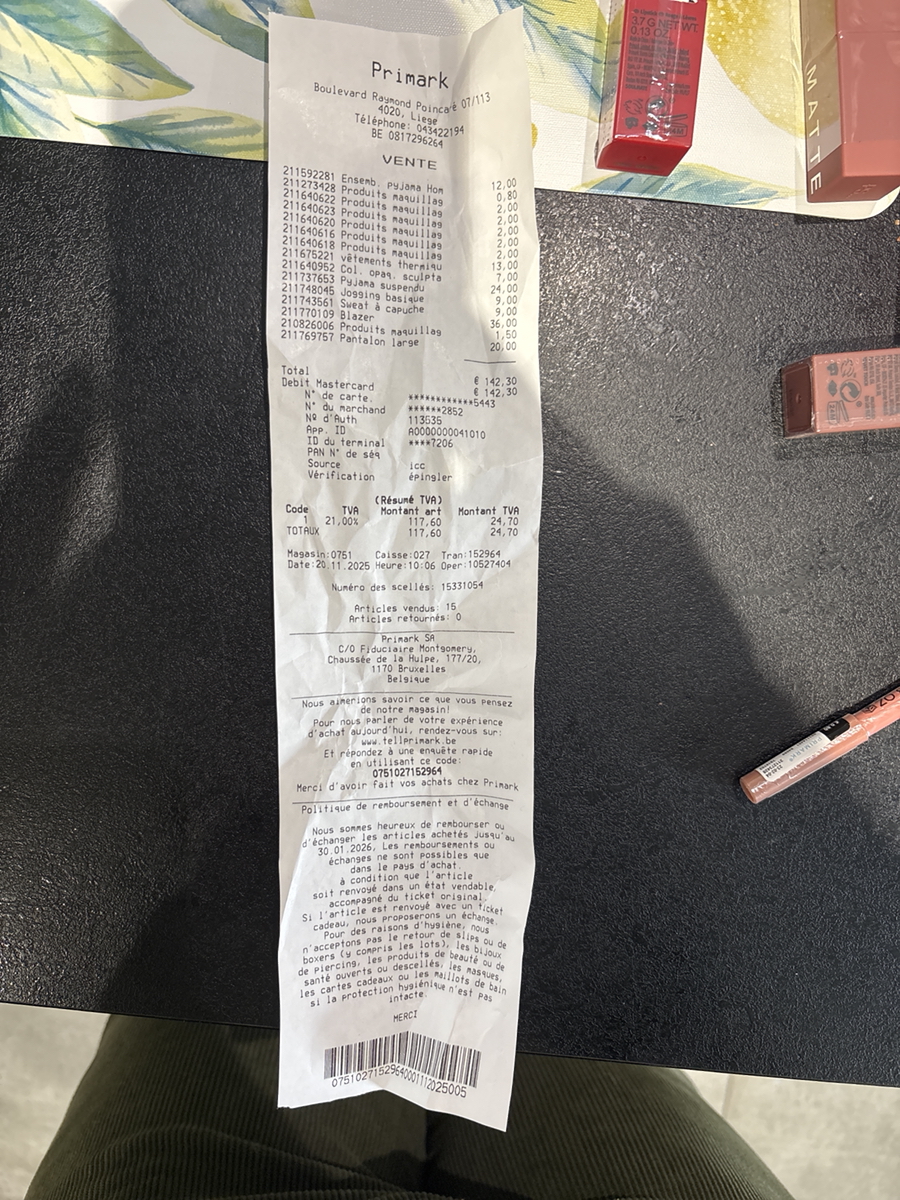 Primark
Boulevard Raymond Poincaré 07/113
4020, Liege
Téléphone: 043422194
BE 0817296264
VENTE
211592281 Ensemb. pyjama Hom 12,00
211273428 Produits maquillag 0,80
211640622 Produits maquillag 2,00
211640623 Produits maquillag 2,00
211640620 Produits maquillag 2,00
211640616 Produits maquillag 2,00
211640618 Produits maquillag 2,00
211675221 vêtements thermiqu 13,00
211640952 Col. opaq. sculpta 7,00
211737653 Pyjama suspendu 24,00
211748045 Jogging basique 9,00
211743561 Sweat à capuche 9,00
211770109 Blazer 36,00
210826006 Produits maquillag 1,50
211769757 Pantalon large 20,00
Total € 142,30
Debit Mastercard € 142,30
N° de carte. ************5443
N° du marchand ******2852
Nº d'Auth 113535
App. ID A0000000041010
ID du terminal ****7206
PAN N° de séq
Source icc
Vérification épingler
(Résumé TVA)
Code TVA Montant art Montant TVA
1 21,00% 117,60 24,70
TOTAUX 117,60 24,70
Magasin:0751 Caisse:027 Tran:152964
Date:20.11.2025 Heure:10:06 Oper:10527404
Numéro des scellés: 15331054
Articles vendus: 15
Articles retournés: 0
Primark SA
C/O Fiduciaire Montgomery,
Chaussée de la Hulpe, 177/20,
1170 Bruxelles
Belgique
Nous aimerions savoir ce que vous pensez
de notre magasin!
Pour nous parler de votre expérience
d'achat aujourd'hui, rendez-vous sur:
www.tellprimark.be
Et répondez à une enquête rapide
en utilisant ce code:
0751027152964
Merci d'avoir fait vos achats chez Primark
Politique de remboursement et d'échange
Nous sommes heureux de rembourser ou
d'échanger les articles achetés jusqu'au
30.01.2026, Les remboursements ou
échanges ne sont possibles que
dans le pays d'achat.
à condition que l'article
soit renvoyé dans un état vendable,
accompagné du ticket original.
Si l'article est renvoyé avec un ticket
cadeau, nous proposerons un échange.
Pour des raisons d'hygiène, nous
n'acceptons pas le retour de slips ou de
boxers (y compris les lots), les bijoux
de piercing, les produits de beauté ou de
santé ouverts ou descellés, les masques,
les cartes cadeaux ou les maillots de bain
si la protection hygiénique n'est pas
intacte.
MERCI
07510271529640001112025005
3.7 G NET WT.
0.13 OZ.
MATTE